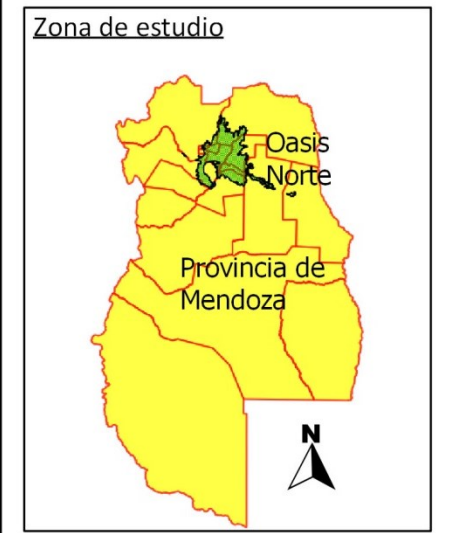 Zona de estudio
Oasis
Norte
Provincia de
Mendoza
N